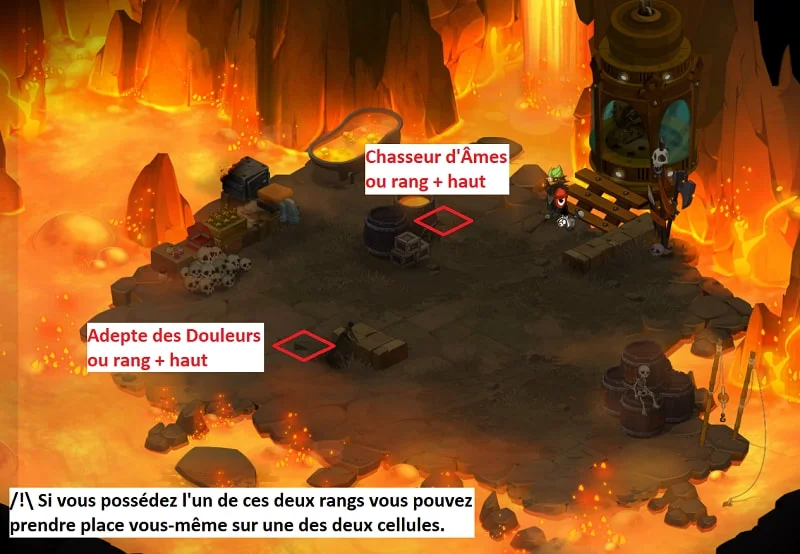 Chasseur d'Âmes
ou rang + haut
Adepte des Douleurs
ou rang + haut
/!\ Si vous possédez l'un de ces deux rangs vous pouvez
prendre place vous-même sur une des deux cellules.